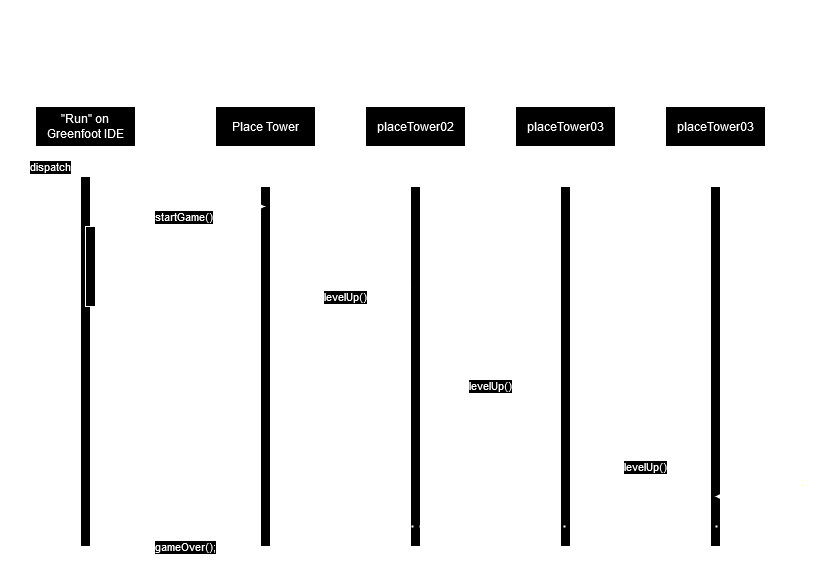 "Run" on
Greenfoot IDE
Place Tower
placeTower02
placeTower03
placeTower03
dispatch
startGame()
levelUp()
levelUp()
levelUp()
gameOver();